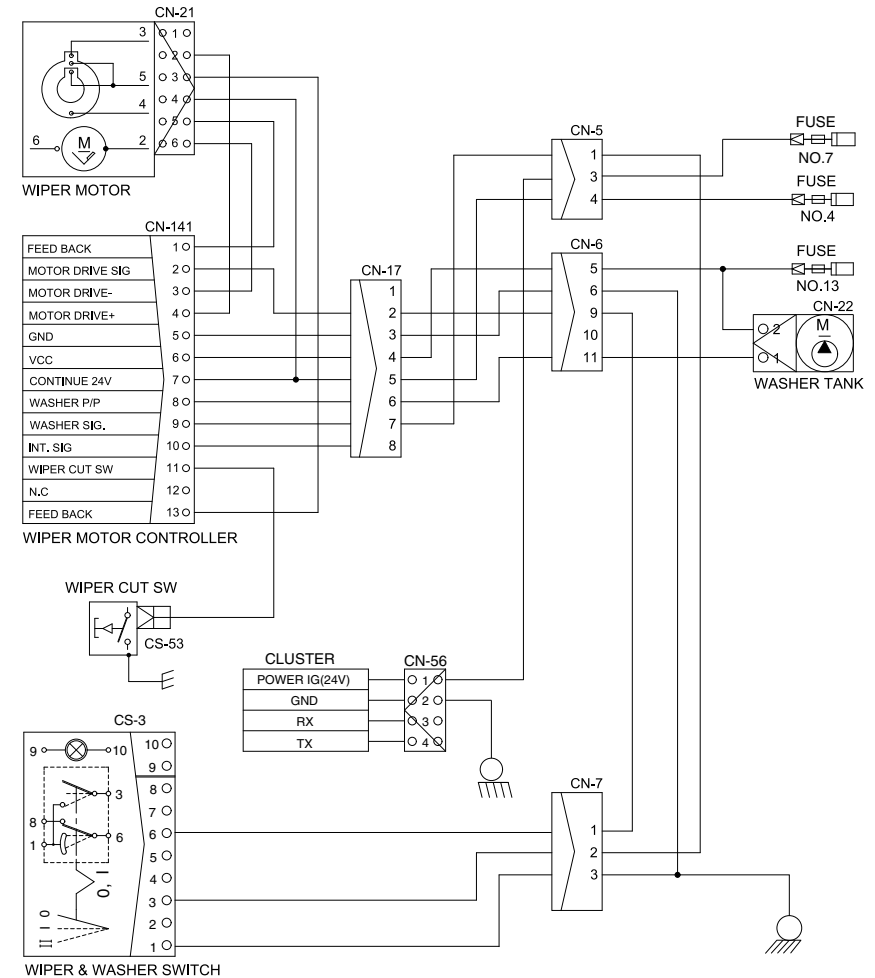 CN-21
3
1
2
5
3
4
4
5
6
M
2
6
WIPER MOTOR
CN-141
FEED BACK 1
MOTOR DRIVE SIG 2
MOTOR DRIVE- 3
MOTOR DRIVE+ 4
GND 5
VCC 6
CONTINUE 24V 7
WASHER P/P 8
WASHER SIG. 9
INT. SIG 10
WIPER CUT SW 11
N.C 12
FEED BACK 13
WIPER MOTOR CONTROLLER
CN-17
1
2
3
4
5
6
7
8
CN-5
1
3
4
CN-6
5
6
9
10
11
FUSE
NO.7
FUSE
NO.4
FUSE
NO.13
CN-22
2
M
1
WASHER TANK
WIPER CUT SW
CS-53
CLUSTER
CN-56
POWER IG(24V) 1
GND 2
RX 3
TX 4
CS-3
9 10
10
9
8
3
7
8
6
6
1
5
4
O, I
3
O
I
II
2
1
WIPER & WASHER SWITCH
CN-7
1
2
3